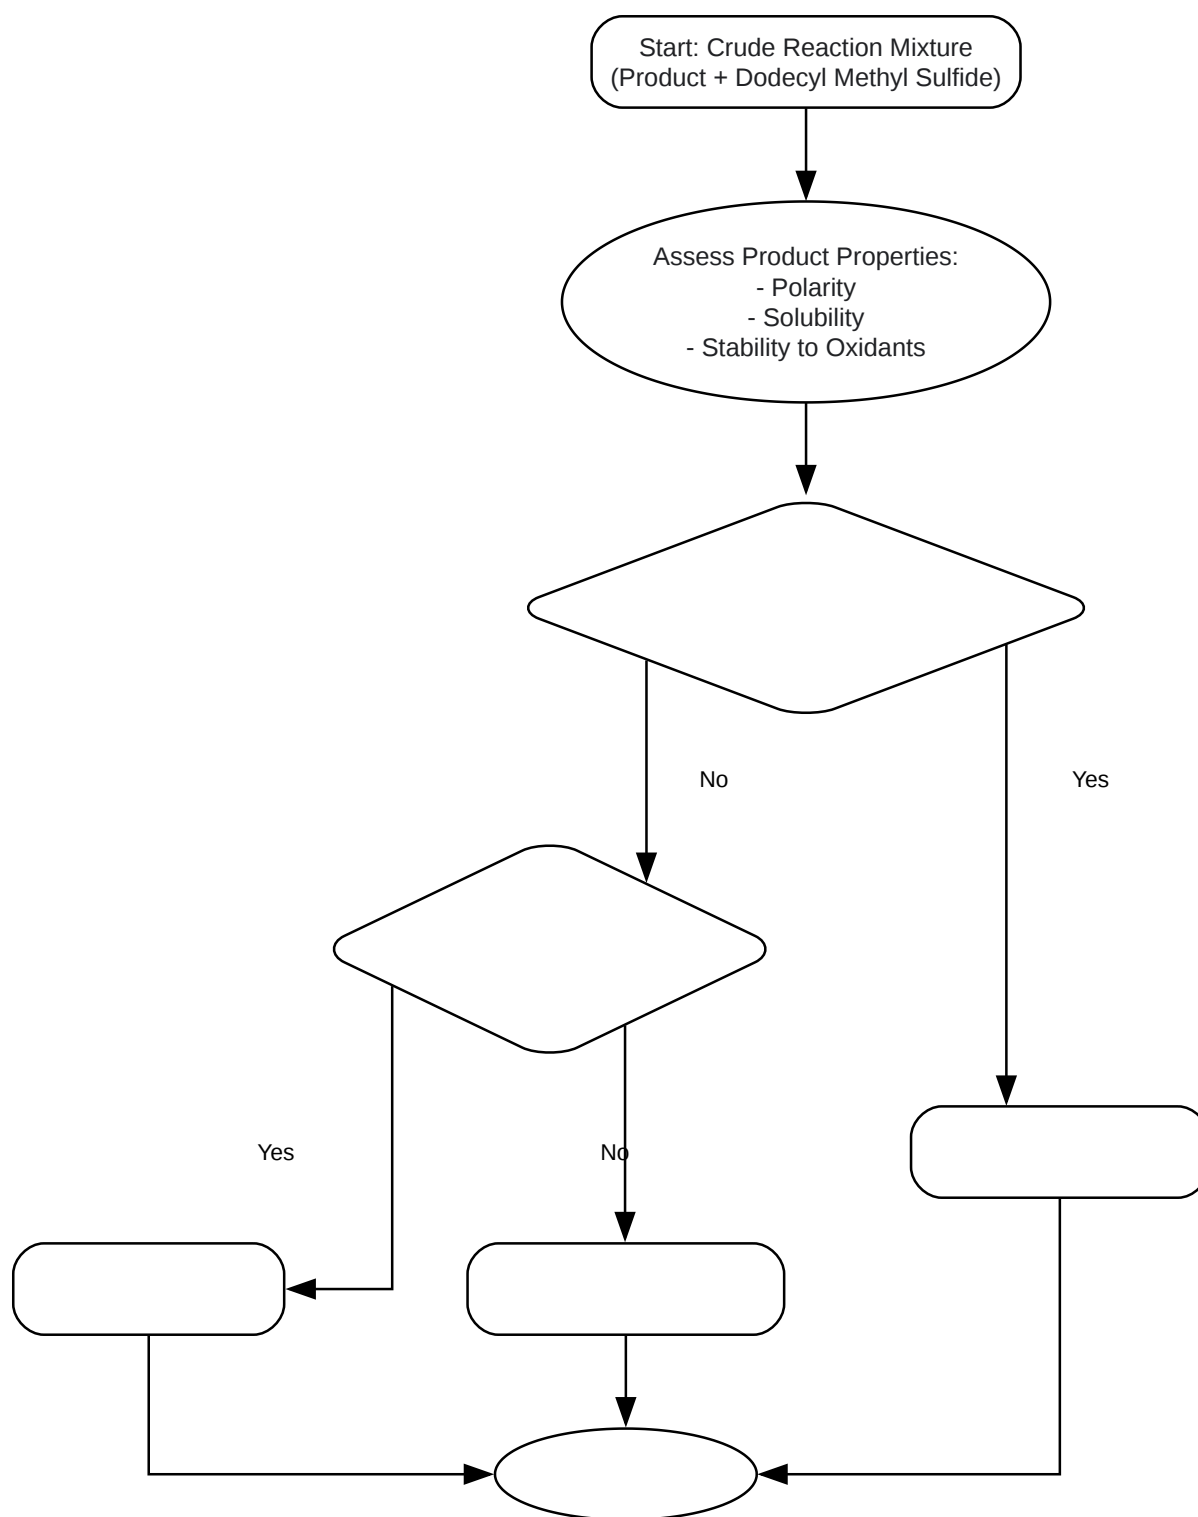 Start: Crude Reaction Mixture
(Product + Dodecyl Methyl Sulfide)
Assess Product Properties:
- Polarity
- Solubility
- Stability to Oxidants
No
Yes
Yes
No